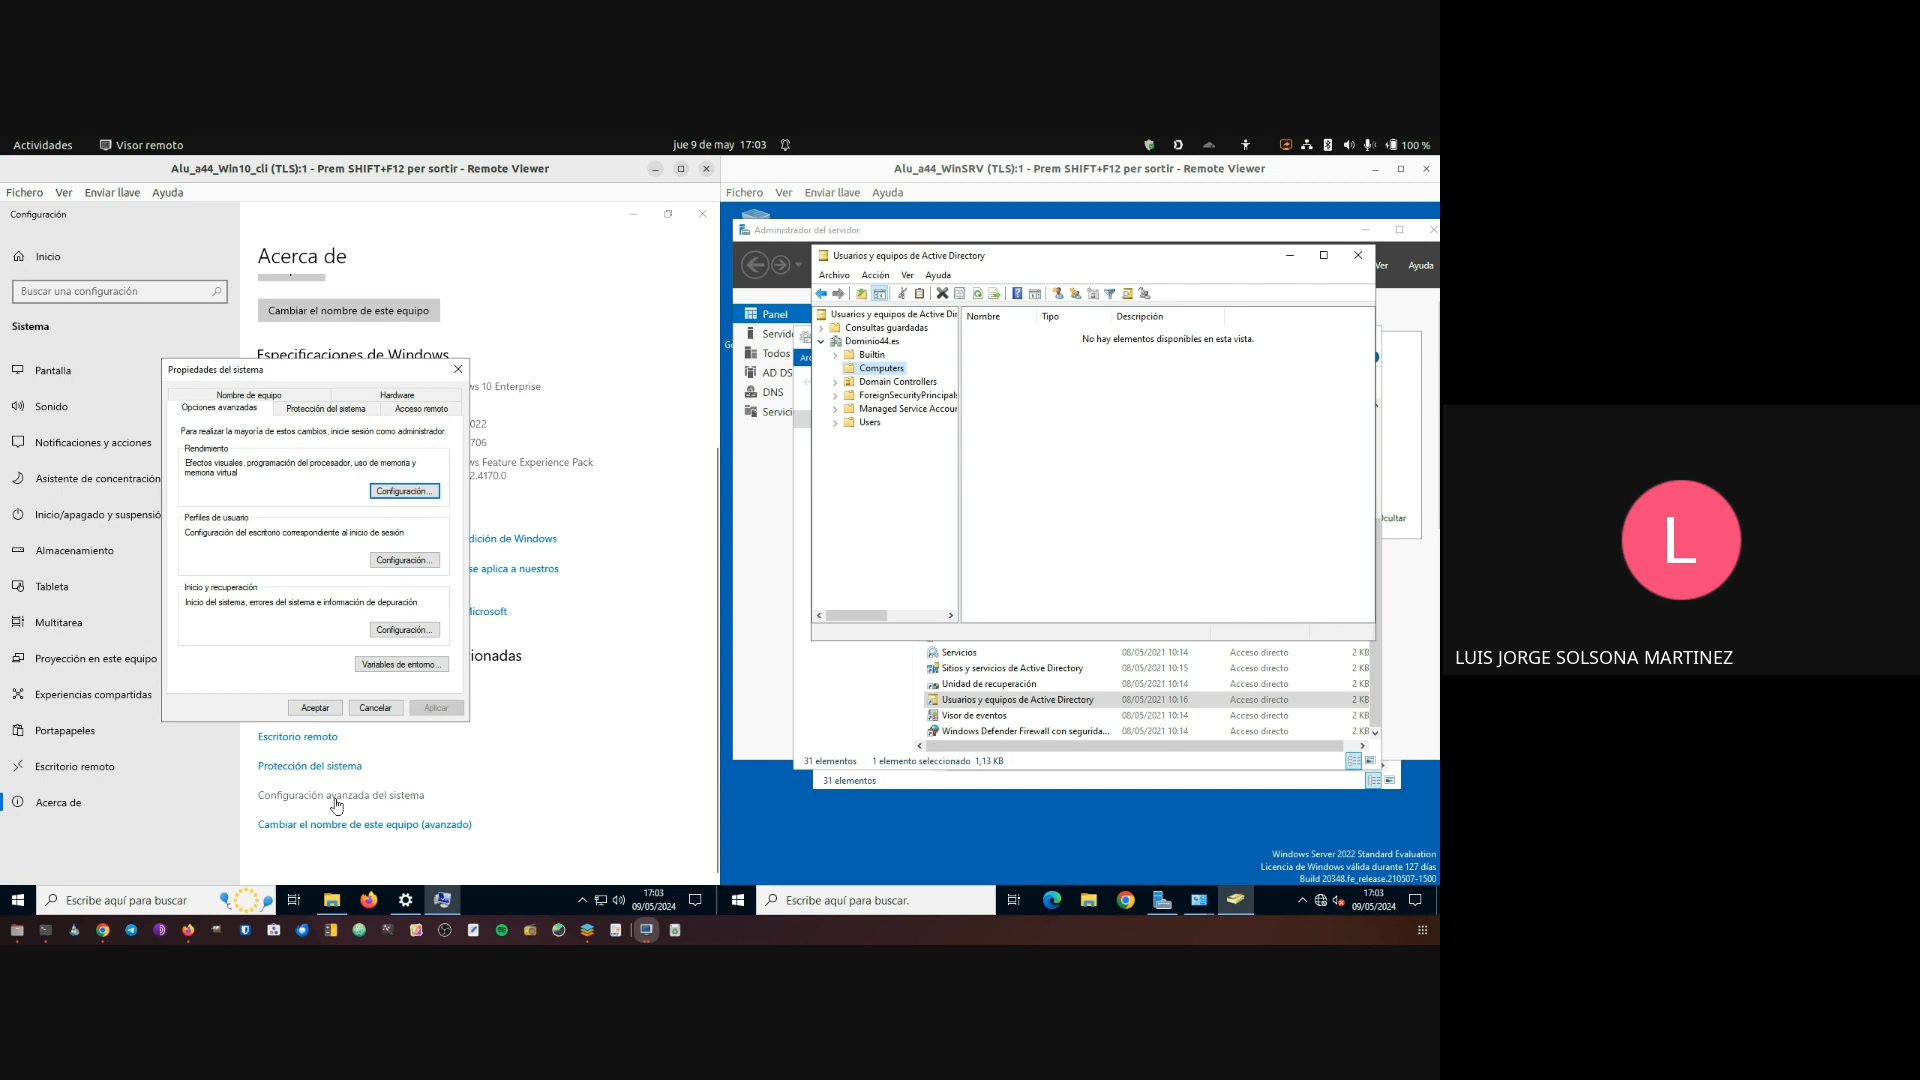 Actividades
Visor remoto
jue 9 de may 17:03
100 %
Alu_a44_Win10_cli (TLS):1 - Prem SHIFT+F12 per sortir - Remote Viewer
Fichero Ver Enviar llave Ayuda
Configuración
Inicio
Buscar una configuración
Sistema
Pantalla
Sonido
Notificaciones y acciones
Asistente de concentración
Inicio/apagado y suspensió
Almacenamiento
Tableta
Multitarea
Proyección en este equipo
Experiencias compartidas
Portapapeles
Escritorio remoto
Acerca de
Acerca de
Cambiar el nombre de este equipo
Especificaciones de Windows
vs 10 Enterprise
022
706
vs Feature Experience Pack
2.4170.0
dición de Windows
se aplica a nuestros
Microsoft
ionadas
Escritorio remoto
Protección del sistema
Configuración avanzada del sistema
Cambiar el nombre de este equipo (avanzado)
Propiedades del sistema
Nombre de equipo Hardware
Opciones avanzadas Protección del sistema Acceso remoto
Para realizar la mayoría de estos cambios, inicie sesión como administrador.
Rendimiento
Efectos visuales, programación del procesador, uso de memoria y
memoria virtual
Configuración...
Perfiles de usuario
Configuración del escritorio correspondiente al inicio de sesión
Configuración...
Inicio y recuperación
Inicio del sistema, errores del sistema e información de depuración
Configuración...
Variables de entorno...
Aceptar Cancelar Aplicar
Escribe aquí para buscar
17:03
09/05/2024
Alu_a44_WinSRV (TLS):1 - Prem SHIFT+F12 per sortir - Remote Viewer
Fichero Ver Enviar llave Ayuda
Administrador del servidor
Ver Ayuda
Panel
Servido
Todos
AD DS
DNS
Servici
Ocultar
Usuarios y equipos de Active Directory
Archivo Acción Ver Ayuda
Usuarios y equipos de Active Dir
Consultas guardadas
Dominio44.es
Builtin
Computers
Domain Controllers
ForeignSecurityPrincipals
Managed Service Accour
Users
Nombre Tipo Descripción
No hay elementos disponibles en esta vista.
Servicios 08/05/2021 10:14 Acceso directo 2 KB
Sitios y servicios de Active Directory 08/05/2021 10:15 Acceso directo 2 KB
Unidad de recuperación 08/05/2021 10:14 Acceso directo 2 KB
Usuarios y equipos de Active Directory 08/05/2021 10:16 Acceso directo 2 KB
Visor de eventos 08/05/2021 10:14 Acceso directo 2 KB
Windows Defender Firewall con segurida... 08/05/2021 10:14 Acceso directo 2 KB
31 elementos 1 elemento seleccionado 1,13 KB
31 elementos
Windows Server 2022 Standard Evaluation
Licencia de Windows válida durante 127 días
Build 20348.fe_release.210507-1500
Escribe aquí para buscar.
17:03
09/05/2024
L
LUIS JORGE SOLSONA MARTINEZ